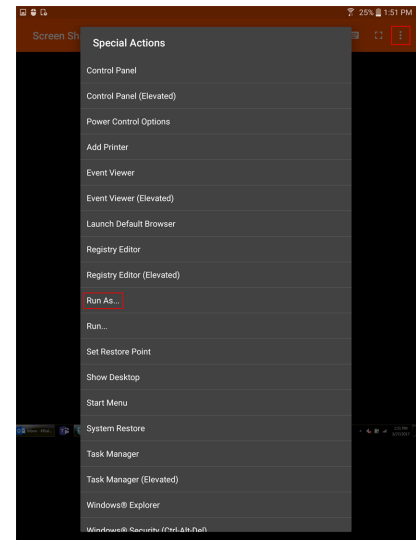 25% 1:51 PM
Screen Sh
Special Actions
Control Panel
Control Panel (Elevated)
Power Control Options
Add Printer
Event Viewer
Event Viewer (Elevated)
Launch Default Browser
Registry Editor
Registry Editor (Elevated)
Run As...
Run...
Set Restore Point
Show Desktop
Start Menu
System Restore
Task Manager
Task Manager (Elevated)
Windows® Explorer
Windows® Security (Ctrl-Alt-Del)